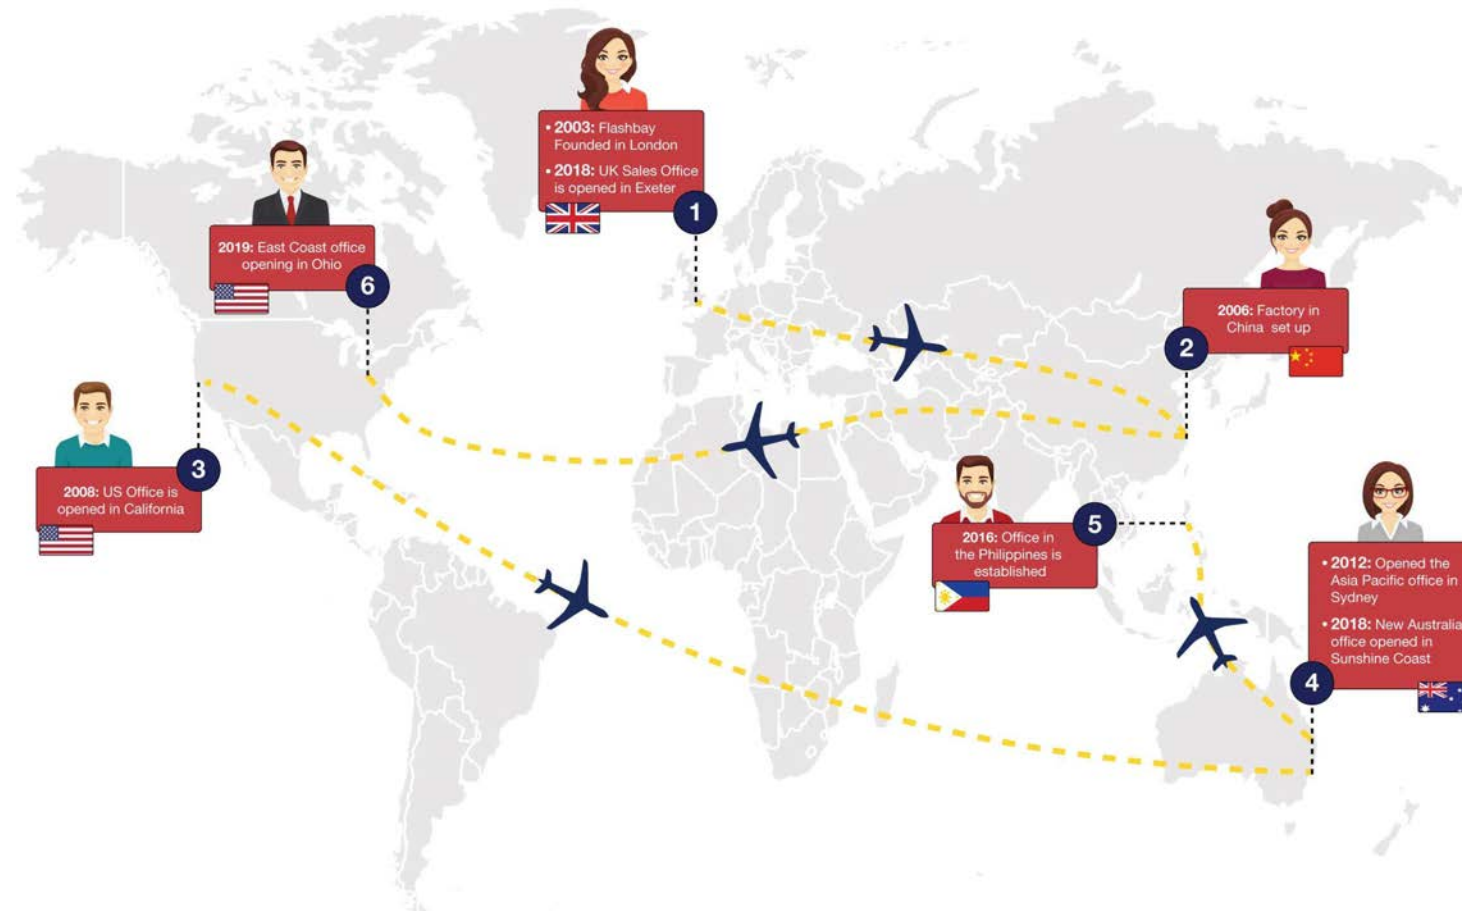 • 2003: Flashbay
Founded in London
• 2018: UK Sales Office
is opened in Exeter
1
2006: Factory in
China set up
2
2008: US Office is
opened in California
3
• 2012: Opened the
Asia Pacific office in
Sydney
• 2018: New Australia
office opened in
Sunshine Coast
4
2016: Office in
the Philippines is
established
5
2019: East Coast office
opening in Ohio
6